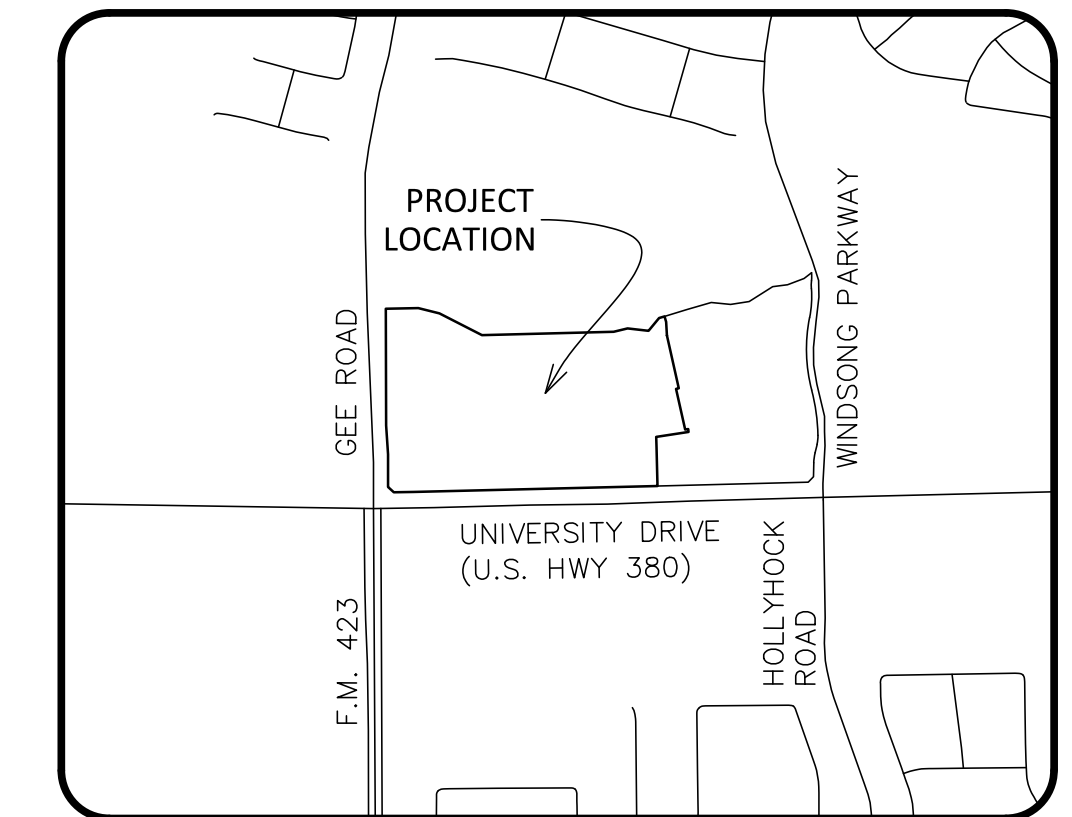 PROJECT
LOCATION
GEE ROAD
WINDSONG PARKWAY
UNIVERSITY DRIVE
(U.S. HWY 380)
HOLLYHOCK
ROAD
F.M. 423